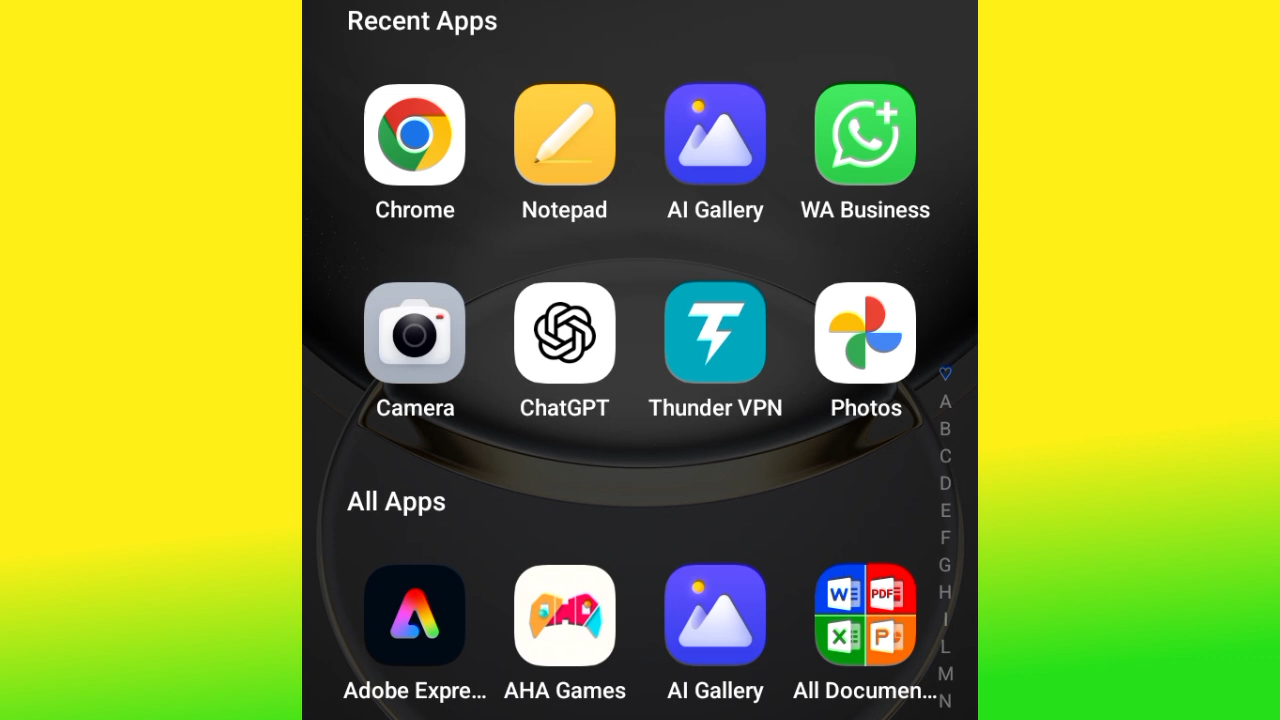 Recent Apps
Chrome
Notepad
AI Gallery
WA Business
Camera
ChatGPT
Thunder VPN
Photos
All Apps
W
PDF
X
P
Adobe Expre...
AHA Games
AI Gallery
All Documen...
A
B
C
D
E
F
G
H
I
L
M
N